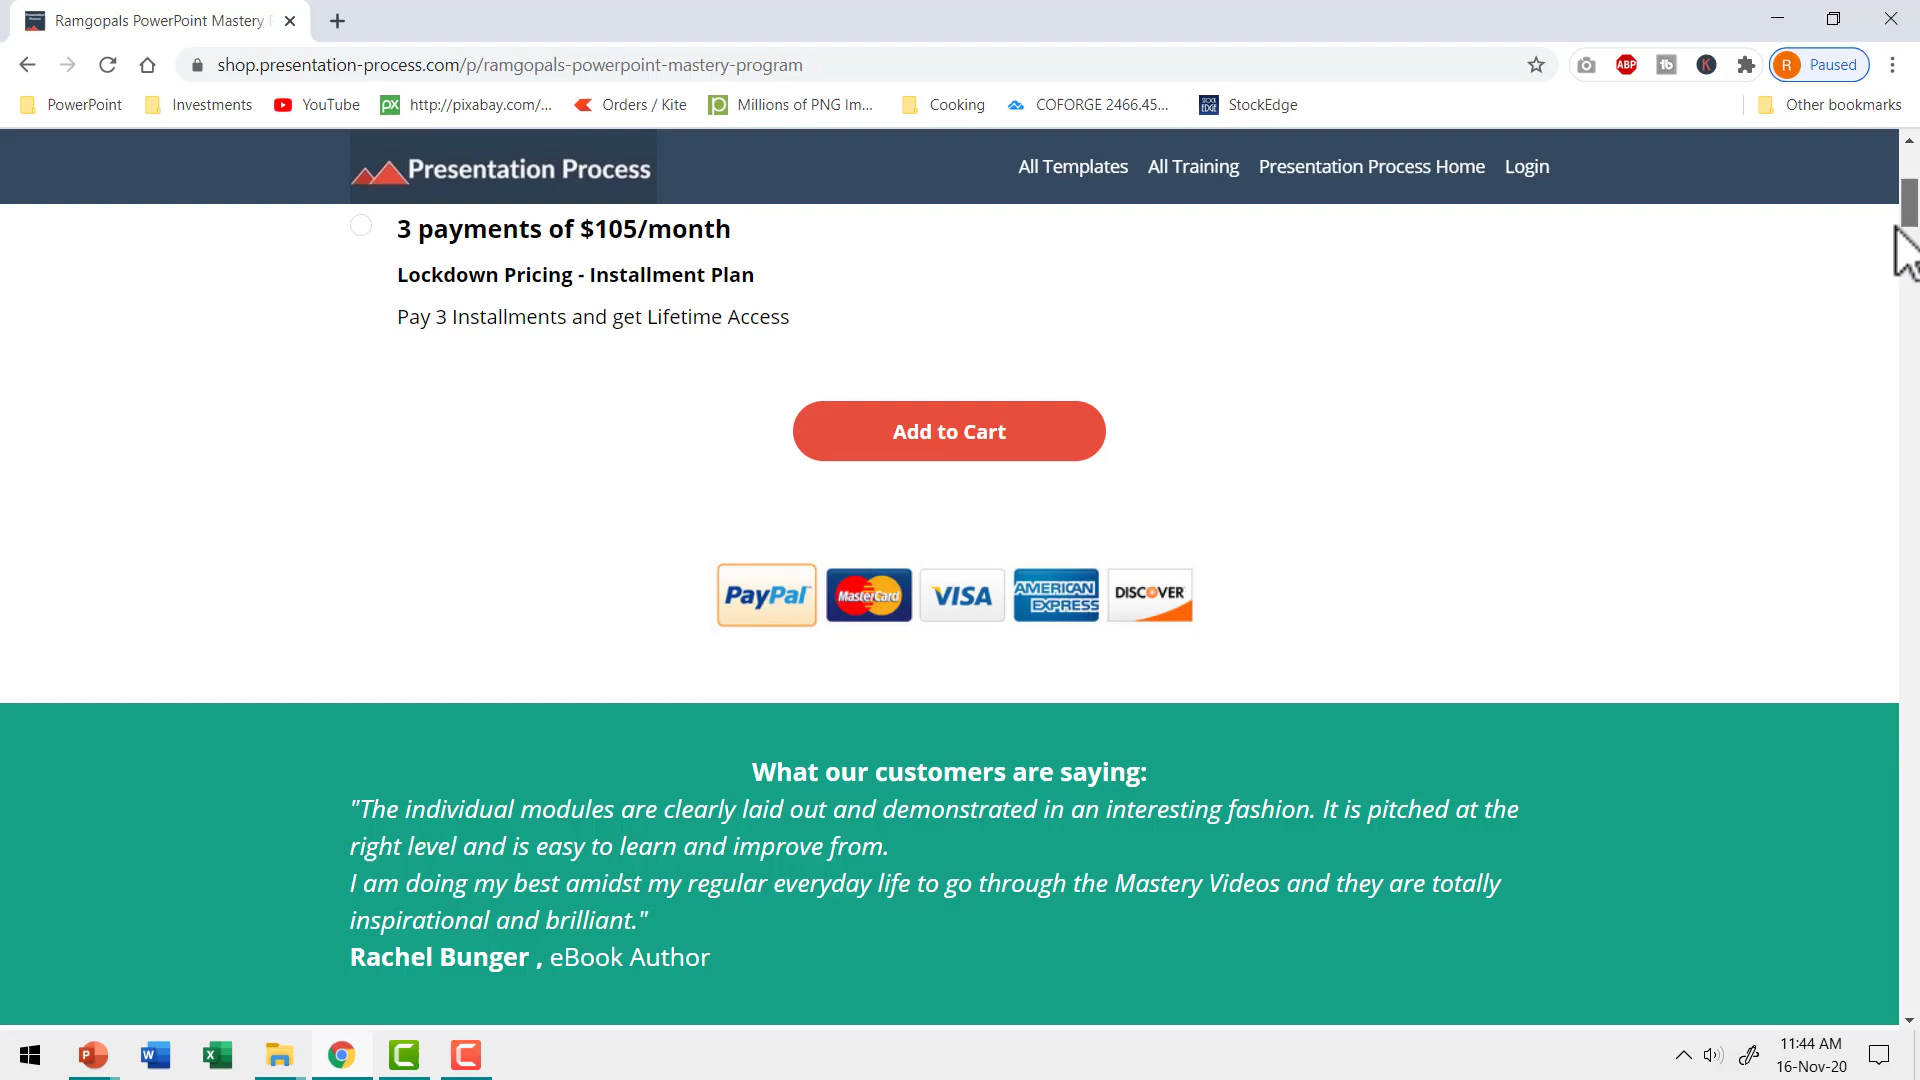 Ramgopals PowerPoint Mastery P
shop.presentation-process.com/p/ramgopals-powerpoint-mastery-program
ABP
R Paused
PowerPoint
Investments
YouTube
px http://pixabay.com/...
Orders / Kite
Millions of PNG Im...
Cooking
COFORGE 2466.45...
STOCK EDGE StockEdge
Other bookmarks
Presentation Process
All Templates
All Training
Presentation Process Home
Login
3 payments of $105/month
Lockdown Pricing - Installment Plan
Pay 3 Installments and get Lifetime Access
Add to Cart
PayPal
MasterCard
VISA
AMERICAN EXPRESS
DISCOVER
What our customers are saying:
"The individual modules are clearly laid out and demonstrated in an interesting fashion. It is pitched at the
right level and is easy to learn and improve from.
I am doing my best amidst my regular everyday life to go through the Mastery Videos and they are totally
inspirational and brilliant."
Rachel Bunger , eBook Author
11:44 AM
16-Nov-20